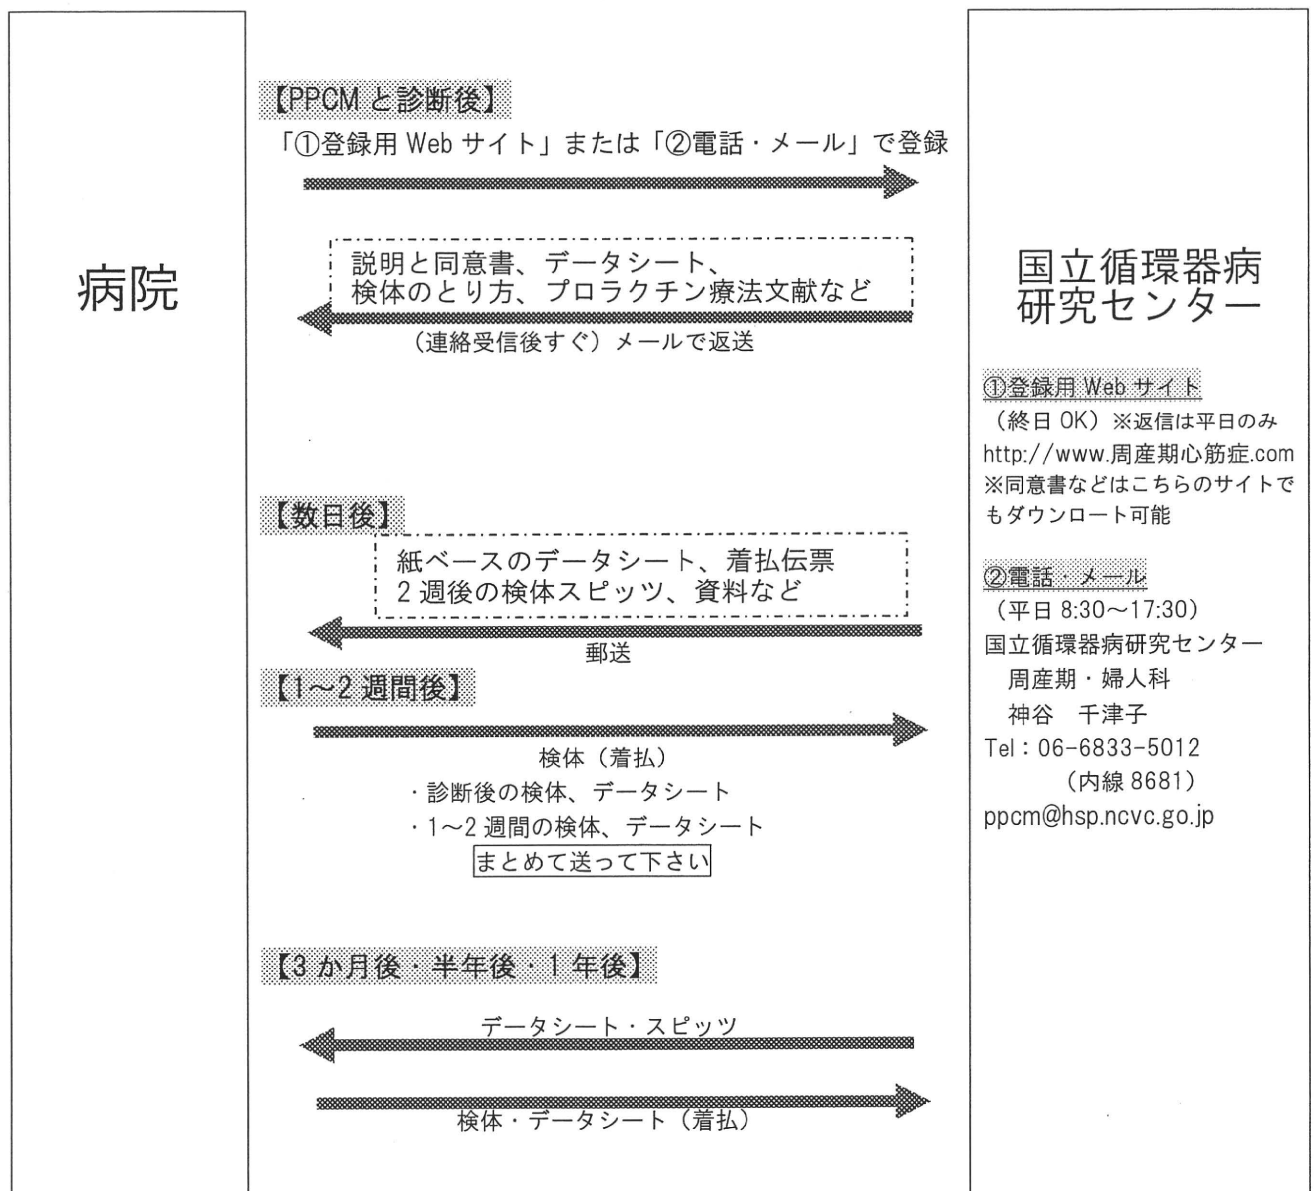 病院
【PPCMと診断後】
「①登録用 Web サイト」または「②電話・メール」で登録
説明と同意書、データシート、
検体のとり方、プロラクチン療法文献など
（連絡受信後すぐ）メールで返送
【数日後】
紙ベースのデータシート、着払伝票
2週後の検体スピッツ、資料など
郵送
【1～2週間後】
検体（着払）
・診断後の検体、データシート
・1～2週間の検体、データシート
まとめて送って下さい
【3か月後・半年後・1年後】
データシート・スピッツ
検体・データシート（着払）
国立循環器病
研究センター
①登録用 Web サイト
（終日 OK）※返信は平日のみ
http://www.周産期心筋症.com
※同意書などはこちらのサイトで
もダウンロート可能
②電話・メール
（平日 8:30～17:30）
国立循環器病研究センター
周産期・婦人科
神谷　千津子
Tel：06-6833-5012
（内線 8681）
ppcm@hsp.ncvc.go.jp